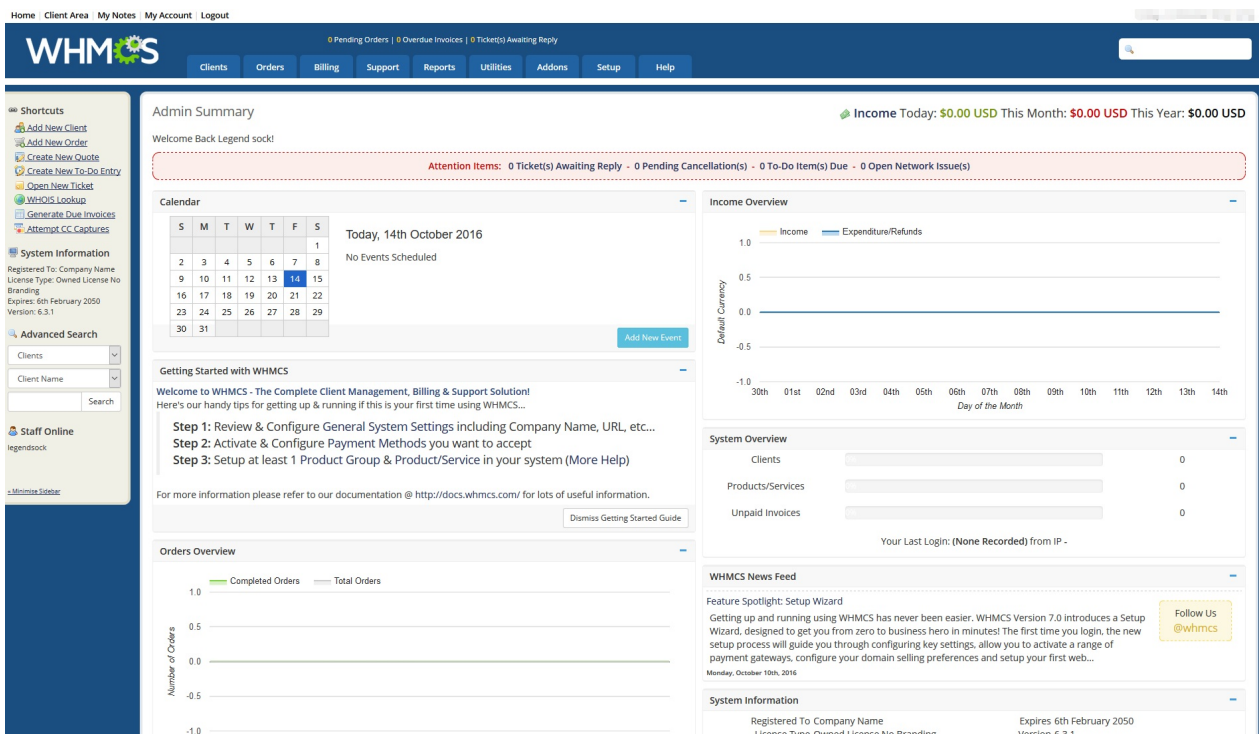 Home | Client Area | My Notes | My Account | Logout
WHMCS
0 Pending Orders | 0 Overdue Invoices | 0 Ticket(s) Awaiting Reply
Clients Orders Billing Support Reports Utilities Addons Setup Help
Shortcuts
Add New Client
Add New Order
Create New Quote
Create New To-Do Entry
Open New Ticket
WHOIS Lookup
Generate Due Invoices
Attempt CC Captures
System Information
Registered To: Company Name
License Type: Owned License No
Branding
Expires: 6th February 2050
Version: 6.3.1
Advanced Search
Clients
Client Name
Search
Staff Online
legendsock
« Minimise Sidebar
Admin Summary
Income Today: $0.00 USD This Month: $0.00 USD This Year: $0.00 USD
Welcome Back Legend sock!
Attention Items: 0 Ticket(s) Awaiting Reply - 0 Pending Cancellation(s) - 0 To-Do Item(s) Due - 0 Open Network Issue(s)
Calendar
S M T W T F S
1
2 3 4 5 6 7 8
9 10 11 12 13 14 15
16 17 18 19 20 21 22
23 24 25 26 27 28 29
30 31
Today, 14th October 2016
No Events Scheduled
Add New Event
Getting Started with WHMCS
Welcome to WHMCS - The Complete Client Management, Billing & Support Solution!
Here's our handy tips for getting up & running if this is your first time using WHMCS...
Step 1: Review & Configure General System Settings including Company Name, URL, etc...
Step 2: Activate & Configure Payment Methods you want to accept
Step 3: Setup at least 1 Product Group & Product/Service in your system (More Help)
For more information please refer to our documentation @ http://docs.whmcs.com/ for lots of useful information.
Dismiss Getting Started Guide
Orders Overview
Completed Orders Total Orders
1.0
0.5
0.0
-0.5
-1.0
Number of Orders
Income Overview
Income Expenditure/Refunds
1.0
0.5
0.0
-0.5
-1.0
Default Currency
30th 01st 02nd 03rd 04th 05th 06th 07th 08th 09th 10th 11th 12th 13th 14th
Day of the Month
System Overview
Clients 0
Products/Services 0
Unpaid Invoices 0
Your Last Login: (None Recorded) from IP -
WHMCS News Feed
Feature Spotlight: Setup Wizard
Getting up and running using WHMCS has never been easier. WHMCS Version 7.0 introduces a Setup
Wizard, designed to get you from zero to business hero in minutes! The first time you login, the new
setup process will guide you through configuring key settings, allow you to activate a range of
payment gateways, configure your domain selling preferences and setup your first web...
Monday, October 10th, 2016
Follow Us
@whmcs
System Information
Registered To Company Name Expires 6th February 2050
License Type Owned License No Branding Version 6.3.1